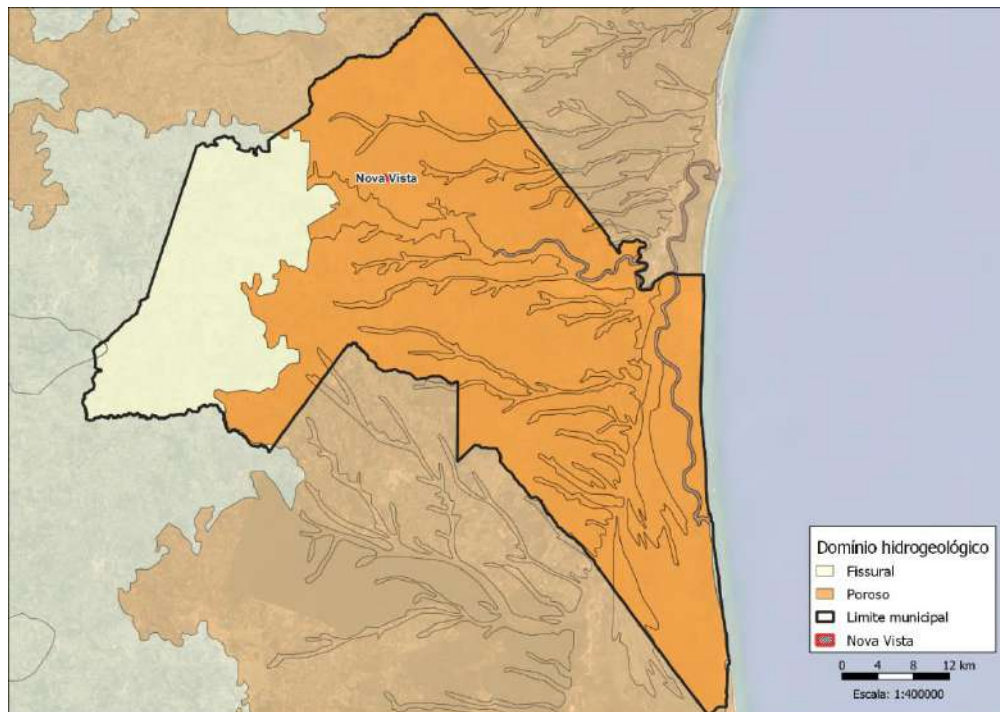 Nova Vista
Domínio hidrogeológico
Fissural
Poroso
Limite municipal
Nova Vista
0 4 8 12 km
Escala: 1:400000